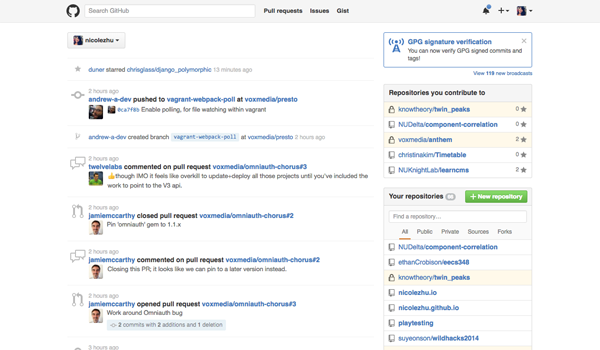 Search GitHub
Pull requests Issues Gist
nicolezhu
duner starred chrisglass/django_polymorphic 13 minutes ago
2 hours ago
andrew-a-dev pushed to vagrant-webpack-poll at voxmedia/presto
0ca7f0b Enable polling, for file watching within vagrant
andrew-a-dev created branch vagrant-webpack-poll at voxmedia/presto 3 hours ago
2 hours ago
twelvelabs commented on pull request voxmedia/omniauth-chorus#3
👍though IMO it feels like overkill to update+deploy all those projects until you've included the
work to point to the V3 api.
2 hours ago
jamiemccarthy closed pull request voxmedia/omniauth-chorus#2
Pin 'omniauth' gem to 1.1.x
2 hours ago
jamiemccarthy commented on pull request voxmedia/omniauth-chorus#2
Closing this PR; it looks like we can pin to a later version instead.
2 hours ago
jamiemccarthy opened pull request voxmedia/omniauth-chorus#3
Work around Omniauth bug
2 commits with 2 additions and 1 deletion
2 hours ago
GPG signature verification
You can now verify GPG signed commits and
tags!
View 119 new broadcasts
Repositories you contribute to
knowtheory/twin_peaks 0
NUDelta/component-correlation 0
voxmedia/anthem 2
christinakim/Timetable 0
NUKnightLab/learncms 0
Your repositories
New repository
Find a repository…
All Public Private Sources Forks
NUDelta/component-correlation
ethanCrobison/eecs348
knowtheory/twin_peaks
nicolezhu.io
nicolezhu.github.io
playtesting
suyeonson/wildhacks2014